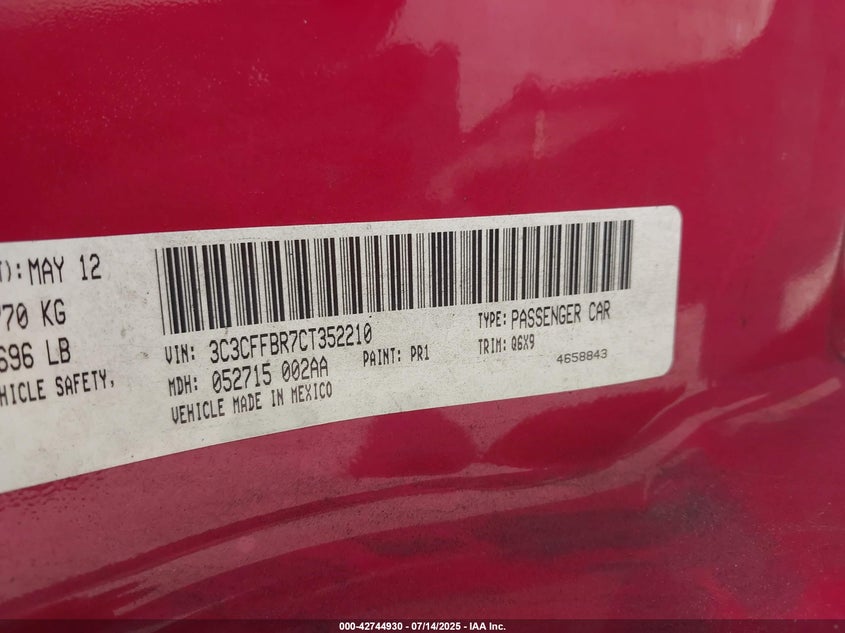 T): MAY 12
770 KG
696 LB
HICLE SAFETY,
VIN: 3C3CFFBR7CT352210
PAINT: PR1
TYPE: PASSENGER CAR
TRIM: Q6X9
MDH: 052715 002AA
4658843
VEHICLE MADE IN MEXICO
000-42744930 - 07/14/2025 - IAA Inc.